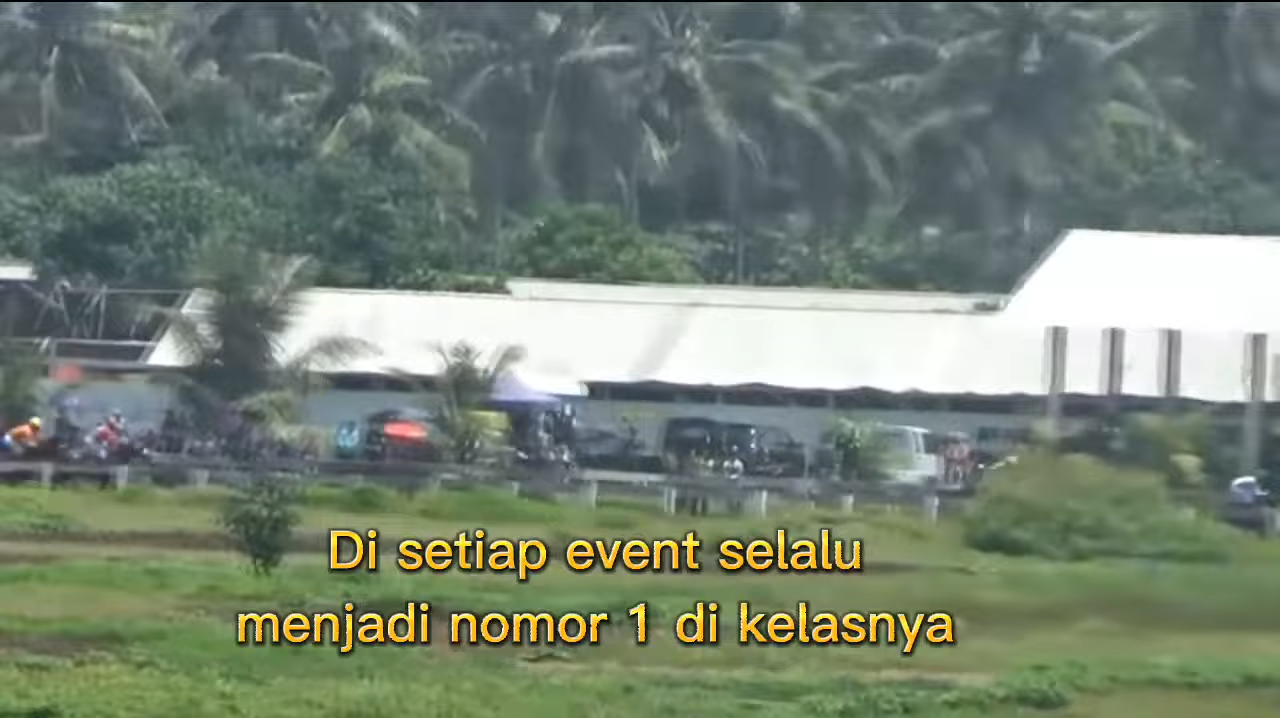 Di setiap event selalu
menjadi nomor 1 di kelasnya